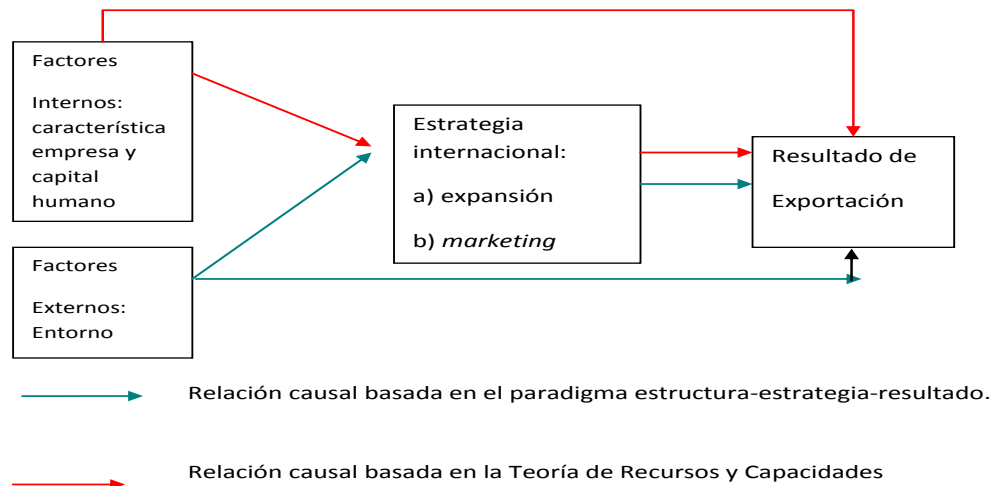 Factores
Internos:
característica
empresa y
capital
humano
Estrategia
internacional:
a) expansión
b) marketing
Resultado de
Exportación
Factores
Externos:
Entorno
Relación causal basada en el paradigma estructura-estrategia-resultado.
Relación causal basada en la Teoría de Recursos y Capacidades